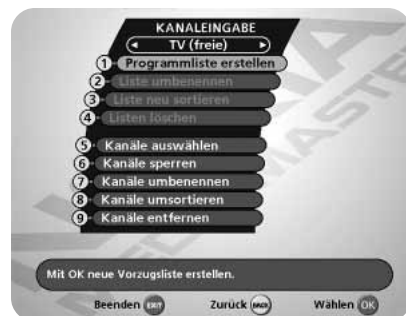 KANALEINGABE
TV (freie)
1 Programmliste erstellen
2 Liste umbenennen
3 Liste neu sortieren
4 Listen löschen
5 Kanäle auswählen
6 Kanäle sperren
7 Kanäle umbenennen
8 Kanäle umsortieren
9 Kanäle entfernen
Mit OK neue Vorzugsliste erstellen.
Beenden EXIT Zurück BACK Wählen OK